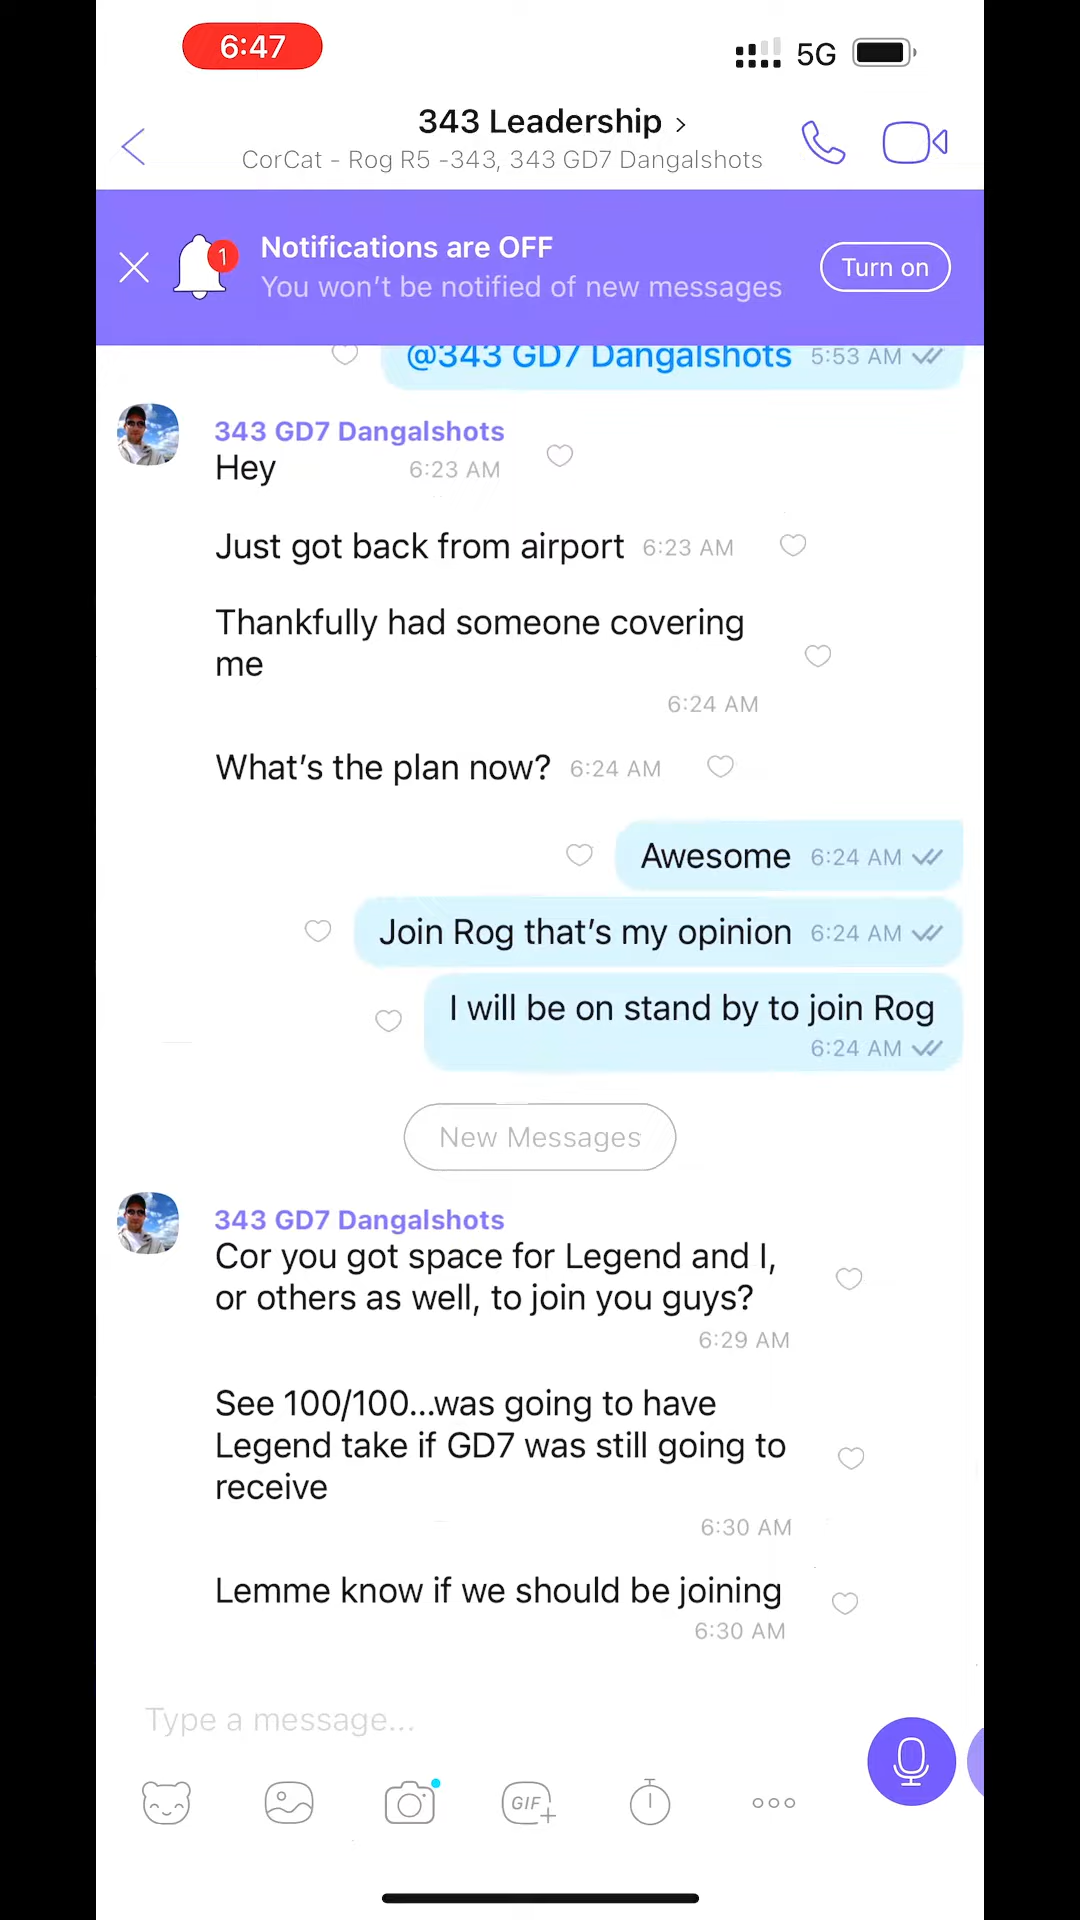 6:47
5G
343 Leadership
CorCat - Rog R5 -343, 343 GD7 Dangalshots
1
Notifications are OFF
You won't be notified of new messages
Turn on
@343 GD7 Dangalshots 5:53 AM
343 GD7 Dangalshots
Hey 6:23 AM
Just got back from airport 6:23 AM
Thankfully had someone covering
me
6:24 AM
What's the plan now? 6:24 AM
Awesome 6:24 AM
Join Rog that's my opinion 6:24 AM
I will be on stand by to join Rog
6:24 AM
New Messages
343 GD7 Dangalshots
Cor you got space for Legend and I,
or others as well, to join you guys?
6:29 AM
See 100/100...was going to have
Legend take if GD7 was still going to
receive
6:30 AM
Lemme know if we should be joining
6:30 AM
Type a message...
GIF